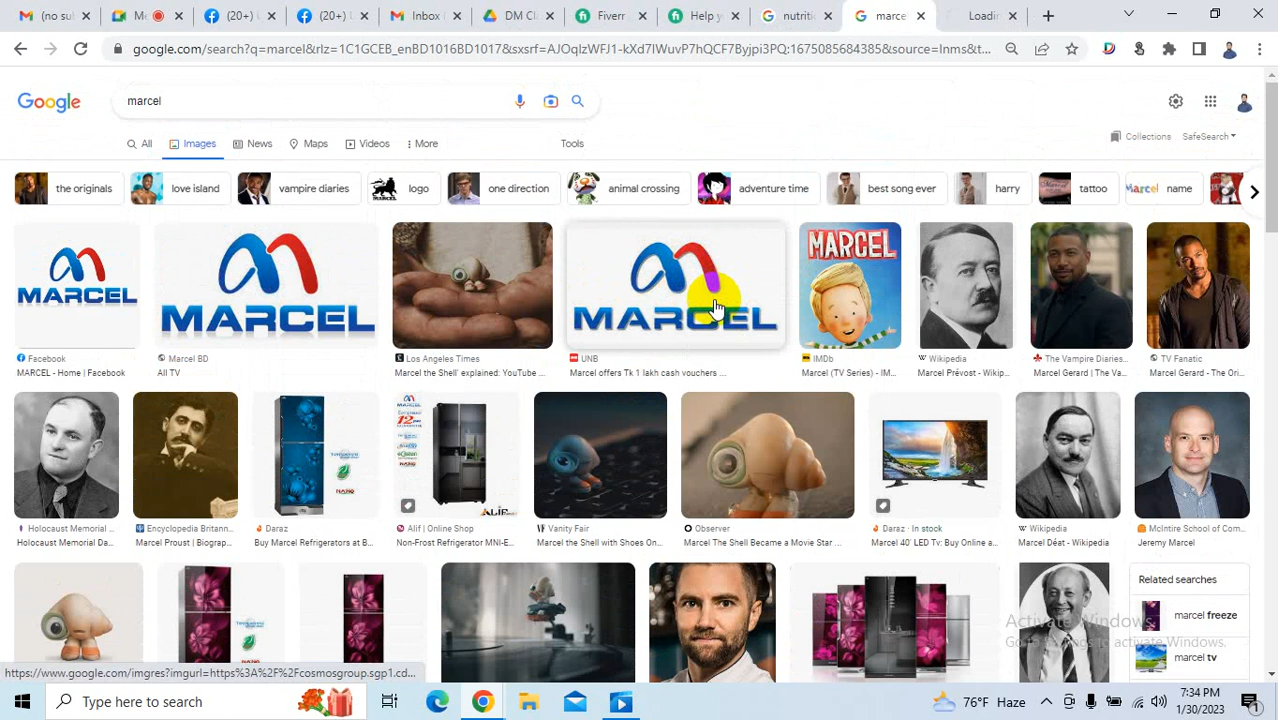 (no su
M
(20+)
(20+) L
Inbox (
DM Cl
Fiverr
Help y
nutriti
marce
Loadin
google.com/search?q=marcel&rlz=1C1GCEB_enBD1016BD1017&sxsrf=AJOqlzWFJ1-kXd7lWuvP7hQCF7Byjpi3PQ:1675085684385&source=lnms&t...
Google
marcel
All
Images
News
Maps
Videos
More
Tools
Collections
SafeSearch
the originals
love island
vampire diaries
logo
one direction
animal crossing
adventure time
best song ever
harry
tattoo
name
MARCEL
MARCEL
MARCEL
MARCEL
Facebook
Marcel BD
Los Angeles Times
UNB
IMDb
Wikipedia
The Vampire Diaries...
TV Fanatic
MARCEL - Home | Facebook
All TV
Marcel the Shell' explained: YouTube ...
Marcel offers Tk 1 lakh cash vouchers ...
Marcel (TV Series) - IM...
Marcel Prévost - Wikip...
Marcel Gerard | The Va...
Marcel Gerard - The Ori...
Holocaust Memorial ...
Encyclopedia Britann...
Daraz
Alif | Online Shop
Vanity Fair
Observer
Daraz · In stock
Wikipedia
McIntire School of Com...
Holocaust Memorial Da...
Marcel Proust | Biograp...
Buy Marcel Refrigerators at B...
Non-Frost Refrigerator MNI-E...
Marcel the Shell with Shoes On...
Marcel The Shell Became a Movie Star ...
Marcel 40' LED Tv: Buy Online a...
Marcel Déat - Wikipedia
Jeremy Marcel
Related searches
marcel freeze
marcel tv
Activate Windows
https://www.google.com/imgres?imgurl=http%3A%2F%2Fcosmosgroup.sgp1.cd...
Type here to search
76°F Haze
7:34 PM
1/30/2023